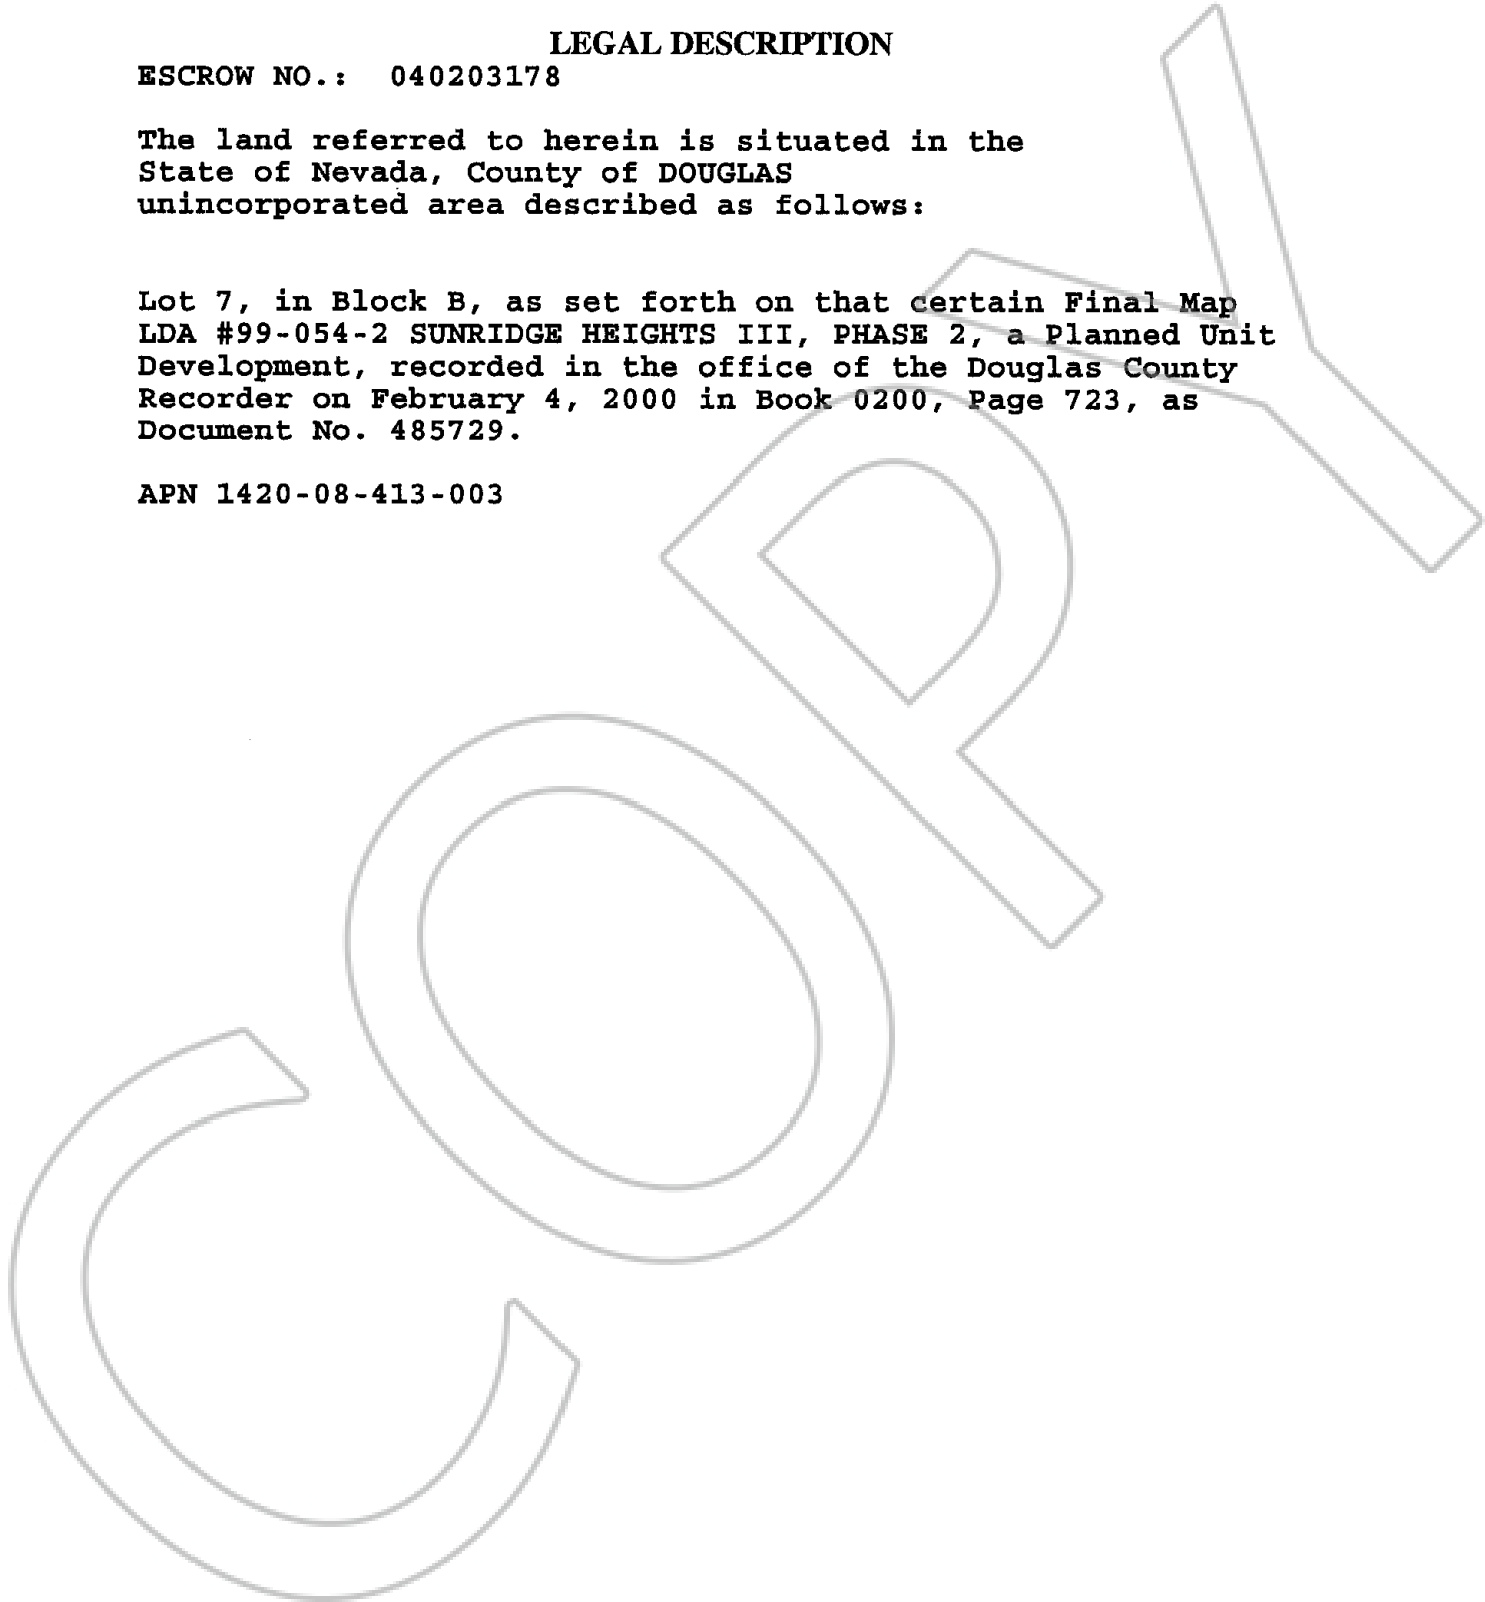 LEGAL DESCRIPTION
ESCROW NO.: 040203178
The land referred to herein is situated in the
State of Nevada, County of DOUGLAS
unincorporated area described as follows:
Lot 7, in Block B, as set forth on that certain Final Map
LDA #99-054-2 SUNRIDGE HEIGHTS III, PHASE 2, a Planned Unit
Development, recorded in the office of the Douglas County
Recorder on February 4, 2000 in Book 0200, Page 723, as
Document No. 485729.
APN 1420-08-413-003
COPY